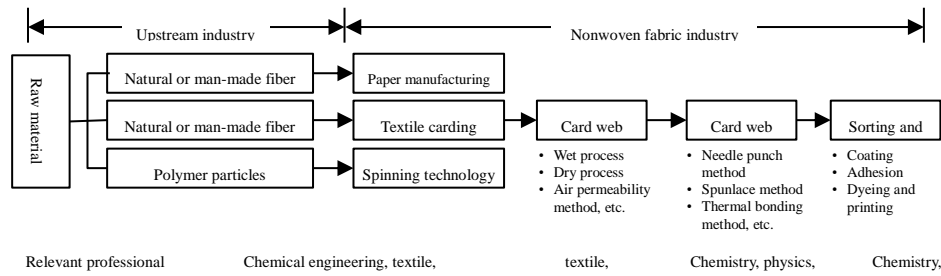 Upstream industry
Nonwoven fabric industry
Raw material
Natural or man-made fiber
Paper manufacturing
Natural or man-made fiber
Textile carding
Card web
Card web
Sorting and
Polymer particles
Spinning technology
• Wet process
• Dry process
• Air permeability
method, etc.
• Needle punch
method
• Spunlace method
• Thermal bonding
method, etc.
• Coating
• Adhesion
• Dyeing and
printing
Relevant professional
Chemical engineering, textile,
textile,
Chemistry, physics,
Chemistry,